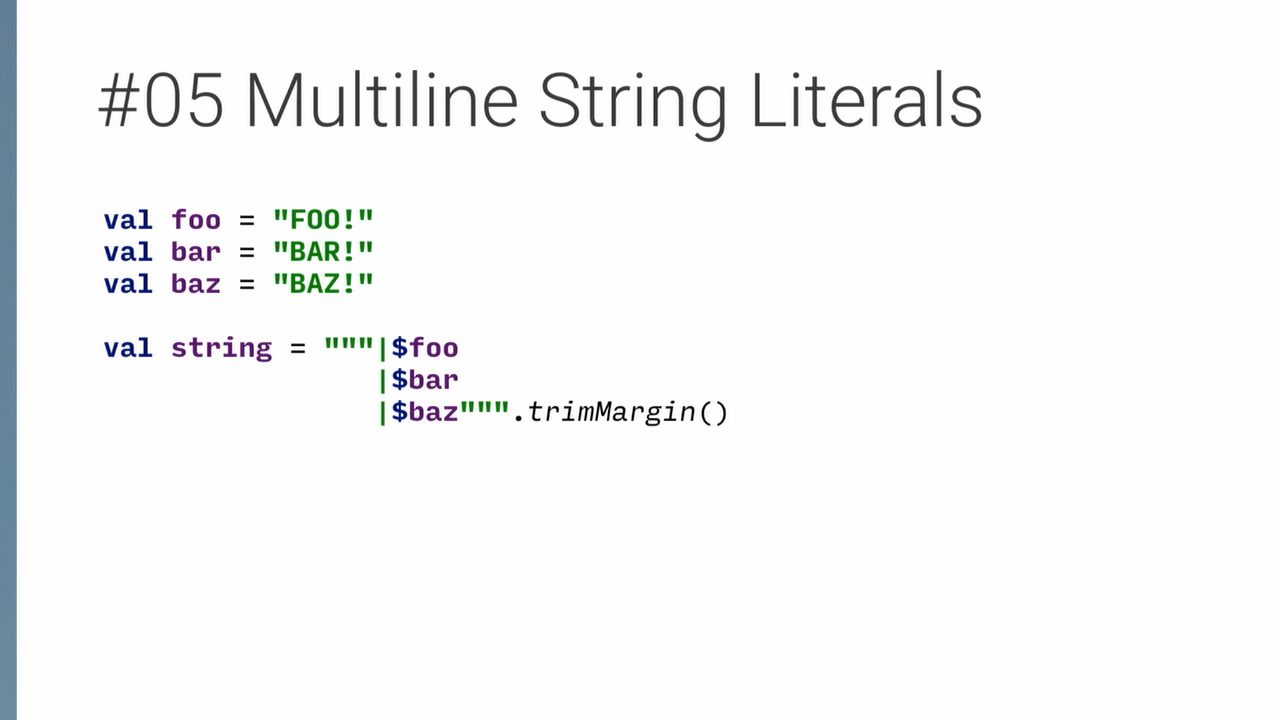 #05 Multiline String Literals
val foo = "FOO!"
val bar = "BAR!"
val baz = "BAZ!"
val string = """|$foo
|$bar
|$baz""".trimMargin()